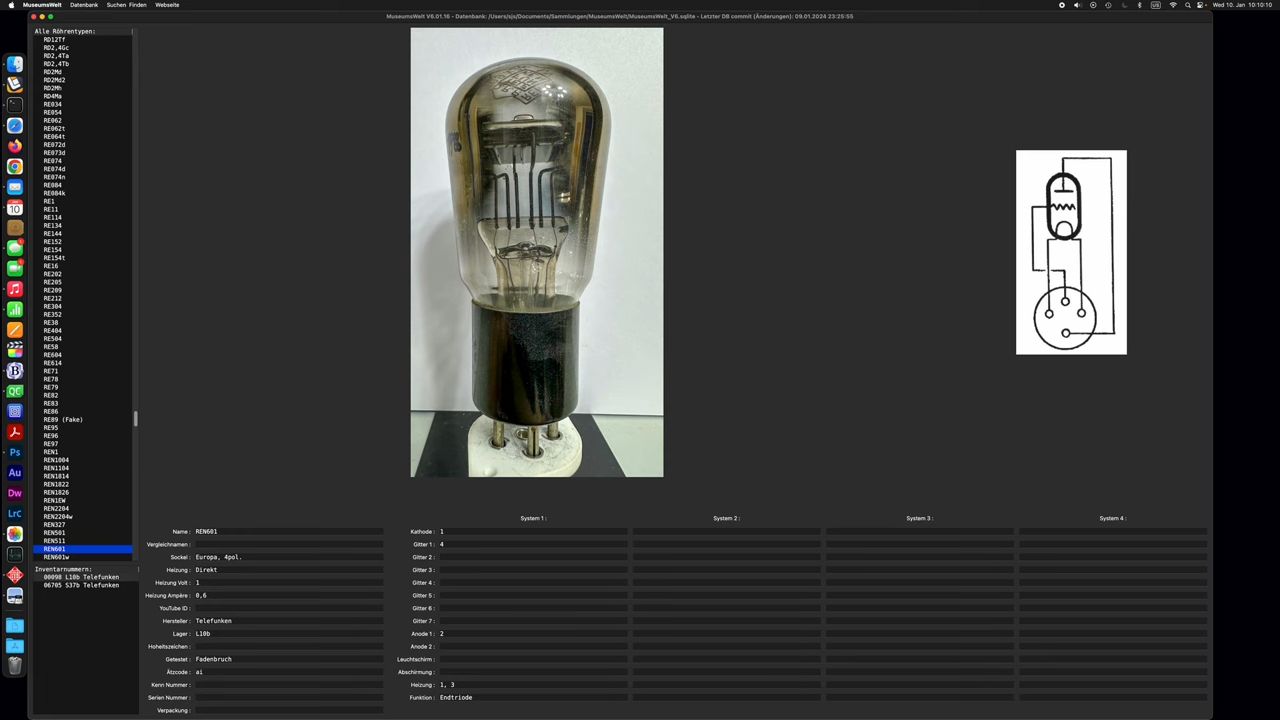 MuseumsWelt Datenbank Suchen Finden Webseite
Wed 10. Jan 10:10:10
MuseumsWelt V6.01.16 - Datenbank: /Users/sjs/Documents/Sammlungen/MuseumsWelt/MuseumsWelt_V6.sqlite - Letzter DB commit (Änderungen): 09.01.2024 23:25:55
Alle Röhrentypen:
RD12Tf
RD2,4Gc
RD2,4Ta
RD2,4Tb
RD2Md
RD2Md2
RD2Mh
RD4Ma
RE034
RE054
RE062
RE062t
RE064t
RE072d
RE073d
RE074
RE074d
RE074n
RE084
RE084k
RE1
RE11
RE114
RE134
RE144
RE152
RE154
RE154t
RE16
RE202
RE205
RE209
RE212
RE304
RE352
RE38
RE404
RE504
RE58
RE604
RE614
RE71
RE78
RE79
RE82
RE83
RE86
RE89 (Fake)
RE95
RE96
RE97
REN1
REN1004
REN1104
REN1814
REN1822
REN1826
REN1EW
REN2204
REN2204w
REN327
REN501
REN511
REN601
REN601w
Inventarnummern:
00098 L10b Telefunken
06705 S37b Telefunken
Name : REN601
Vergleichnamen :
Sockel : Europa, 4pol.
Heizung : Direkt
Heizung Volt : 1
Heizung Ampère : 0,6
YouTube ID :
Hersteller : Telefunken
Lager : L10b
Hoheitszeichen :
Getestet : Fadenbruch
Ätzcode : ai
Kenn Nummer :
Serien Nummer :
Verpackung :
System 1 : System 2 : System 3 : System 4 :
Kathode : 1
Gitter 1 : 4
Gitter 2 :
Gitter 3 :
Gitter 4 :
Gitter 5 :
Gitter 6 :
Gitter 7 :
Anode 1 : 2
Anode 2 :
Leuchtschirm :
Abschirmung :
Heizung : 1, 3
Funktion : Endtriode